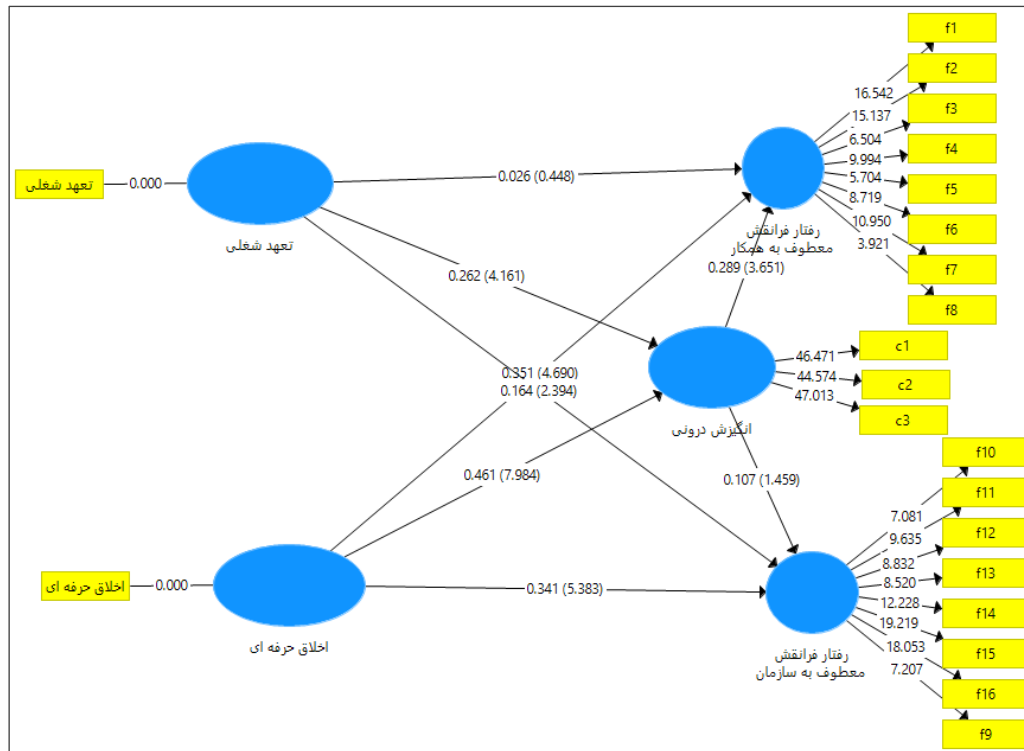 f1
f2
f3
f4
f5
f6
f7
f8
16.542
15.137
6.504
9.994
5.704
8.719
10.950
3.921
تعهد شغلی
0.000
تعهد شغلی
0.026 (0.448)
رفتار فرانقش
معطوف به همکار
0.289 (3.651)
0.262 (4.161)
0.351 (4.690)
0.164 (2.394)
انگیزش درونی
46.471
44.574
47.013
c1
c2
c3
0.461 (7.984)
0.107 (1.459)
اخلاق حرفه ای
0.000
اخلاق حرفه ای
0.341 (5.383)
رفتار فرانقش
معطوف به سازمان
7.081
9.635
8.832
8.520
12.228
19.219
18.053
7.207
f10
f11
f12
f13
f14
f15
f16
f9